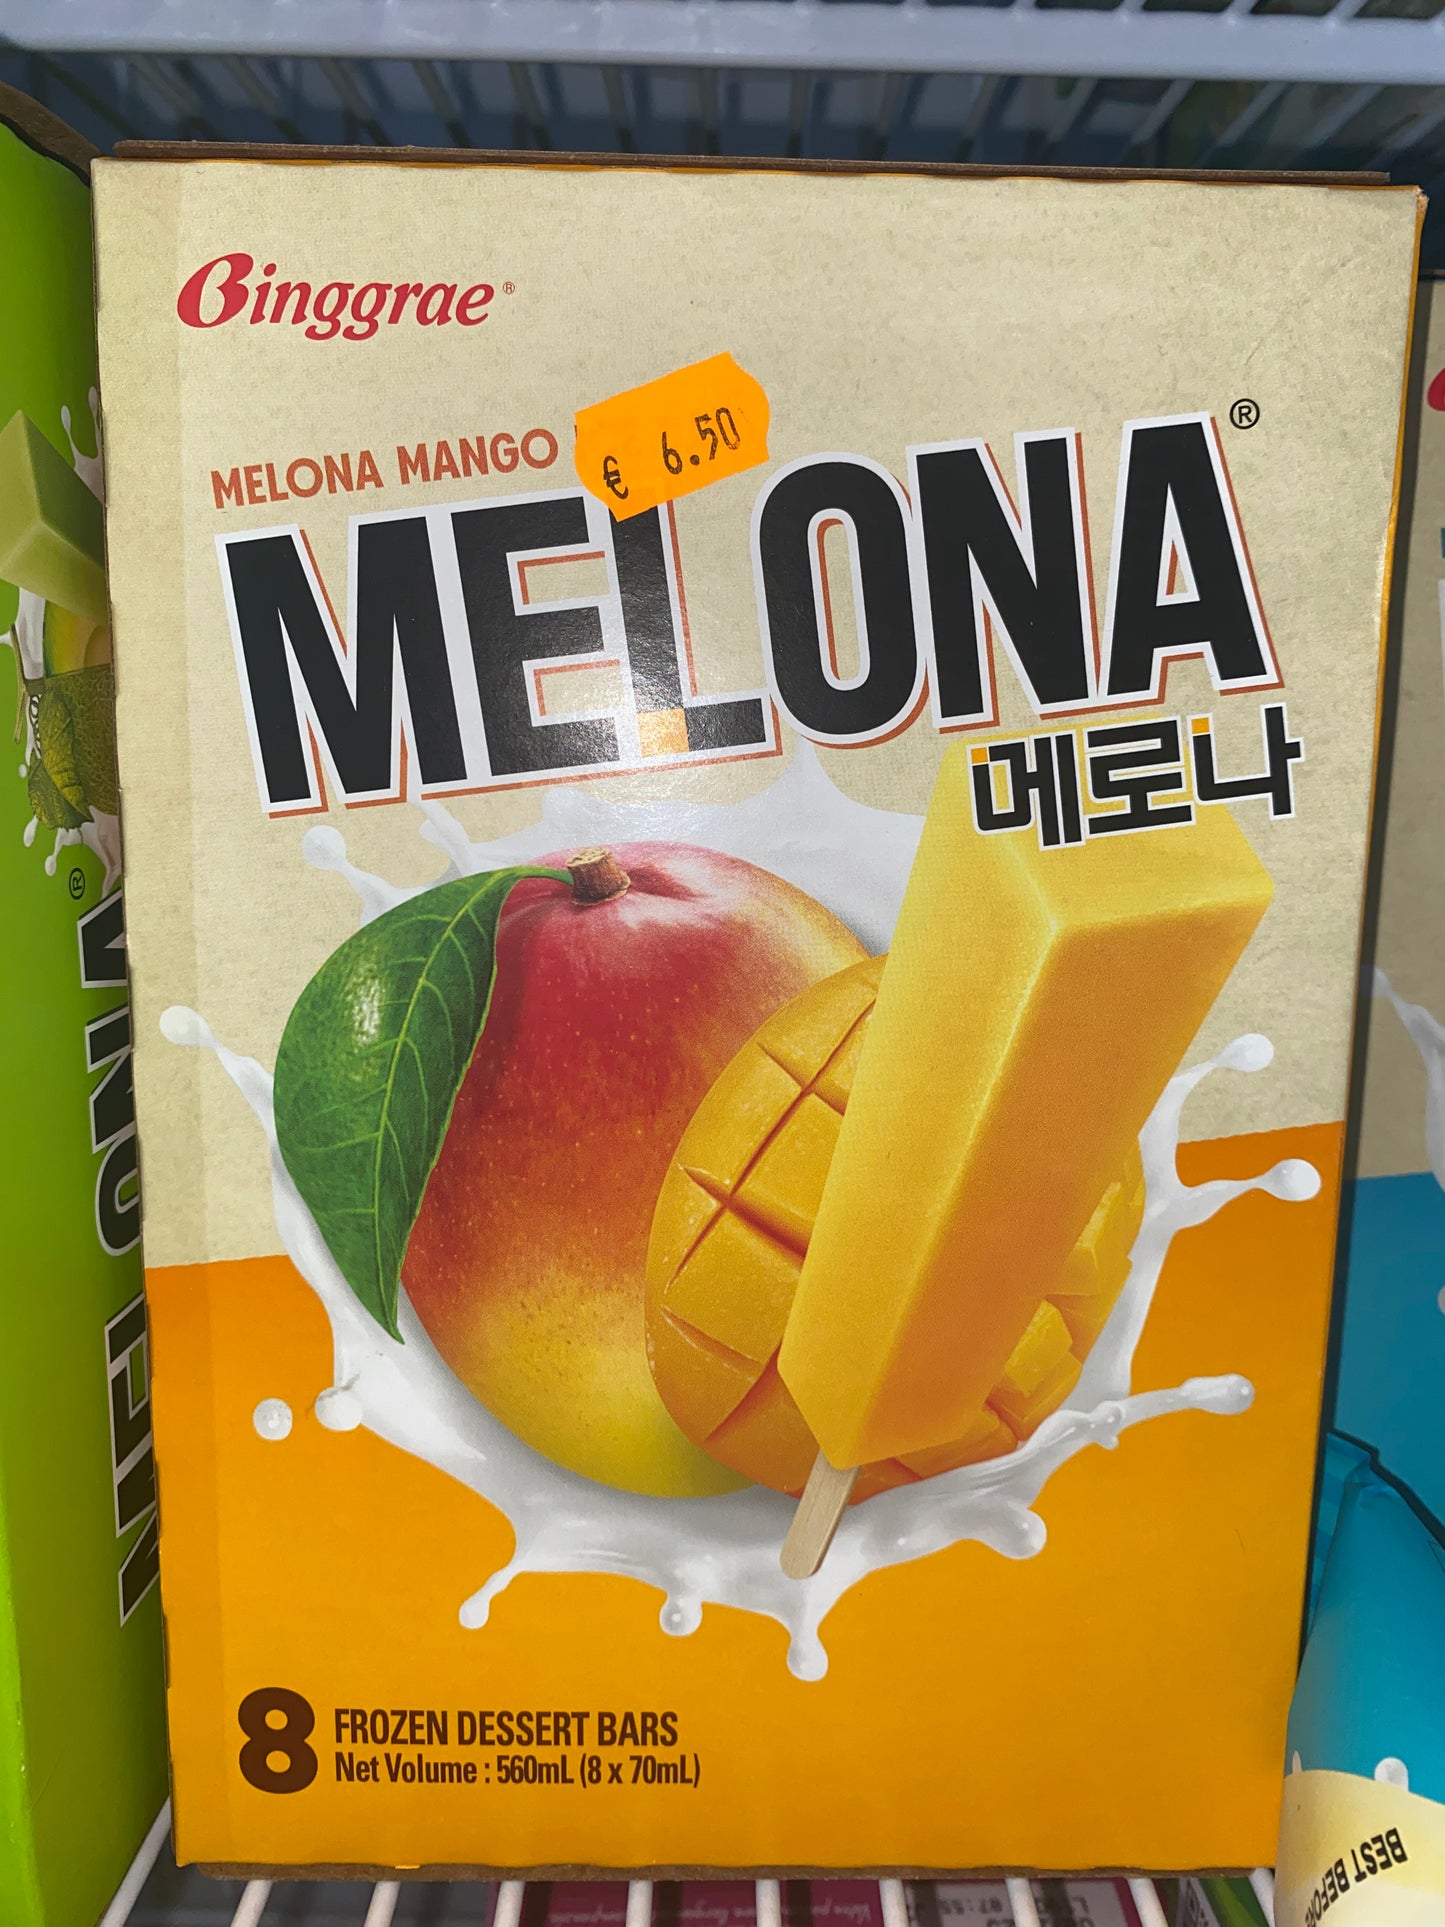 Binggrae®
MELONA MANGO
€ 6.50
MELONA®
메로나
8 FROZEN DESSERT BARS
Net Volume : 560mL (8 x 70mL)
MELONA®
BEST BEFORE